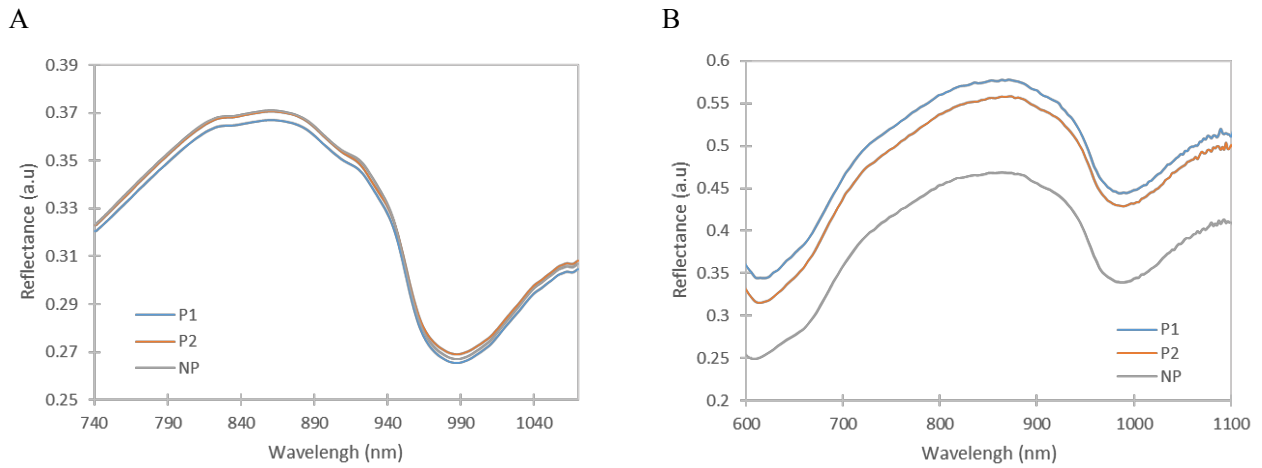 A
B
0.39
0.37
0.35
0.33
0.31
0.29
0.27
0.25
Reflectance (a.u)
P1
P2
NP
740 790 840 890 940 990 1040
Wavelengh (nm)
0.6
0.55
0.5
0.45
0.4
0.35
0.3
0.25
0.2
Reflectance (a.u)
P1
P2
NP
600 700 800 900 1000 1100
Wavelength (nm)